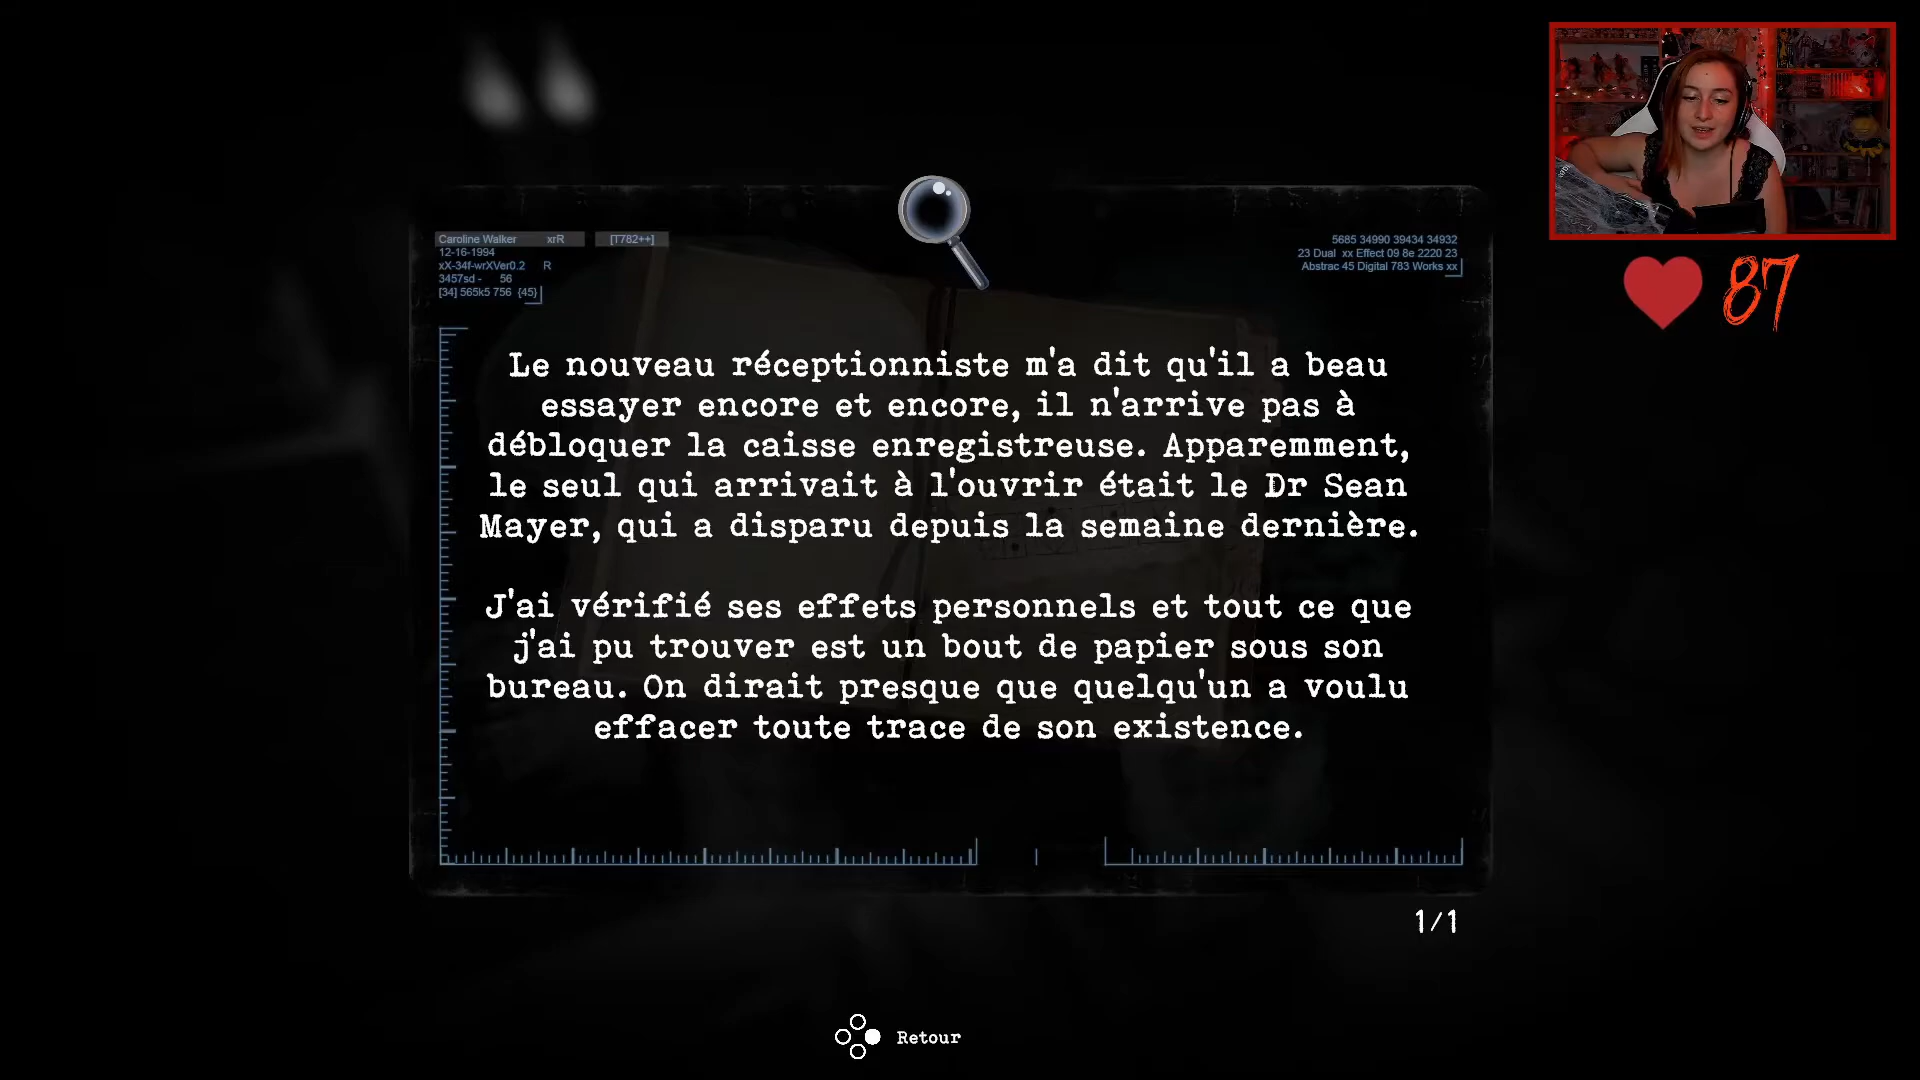 Caroline Walker xrR [T782++]
12-16-1994
xX-34f-wrXVer0.2 R
3457sd - 56
[34] 565k5 756 {45}
5685 34990 39434 34932
23 Dual xx Effect 09 8e 2220 23
Abstrac 45 Digital 783 Works xx
87
Le nouveau réceptionniste m'a dit qu'il a beau
essayer encore et encore, il n'arrive pas à
débloquer la caisse enregistreuse. Apparemment,
le seul qui arrivait à l'ouvrir était le Dr Sean
Mayer, qui a disparu depuis la semaine dernière.
J'ai vérifié ses effets personnels et tout ce que
j'ai pu trouver est un bout de papier sous son
bureau. On dirait presque que quelqu'un a voulu
effacer toute trace de son existence.
1/1
Retour